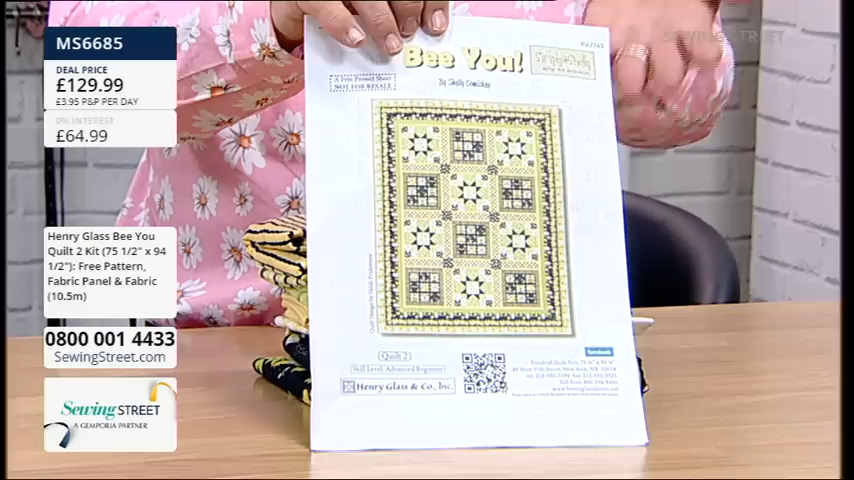 MS6685
DEAL PRICE
£129.99
£3.95 P&P PER DAY
0% INTEREST
£64.99
Henry Glass Bee You
Quilt 2 Kit (75 1/2" x 94
1/2"): Free Pattern,
Fabric Panel & Fabric
(10.5m)
0800 001 4433
SewingStreet.com
Sewing STREET
A GEMPORIA PARTNER
SEWING STREET
Bee You!
A Free Project Sheet
NOT FOR RESALE
By Shelly Comiskey
Quilt 2
Skill Level: Advanced Beginner
Henry Glass & Co., Inc.
facebook